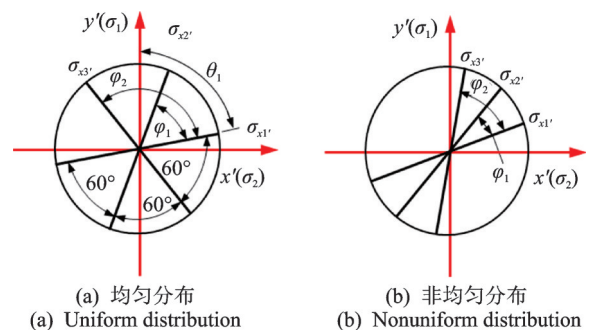 y′(σ₁)
σx2′
σx3′
φ₂
θ₁
σx1′
φ₁
60°
60°
60°
x′(σ₂)
(a) 均匀分布
(a) Uniform distribution
y′(σ₁)
σx3′
σx2′
φ₂
σx1′
φ₁
x′(σ₂)
(b) 非均匀分布
(b) Nonuniform distribution